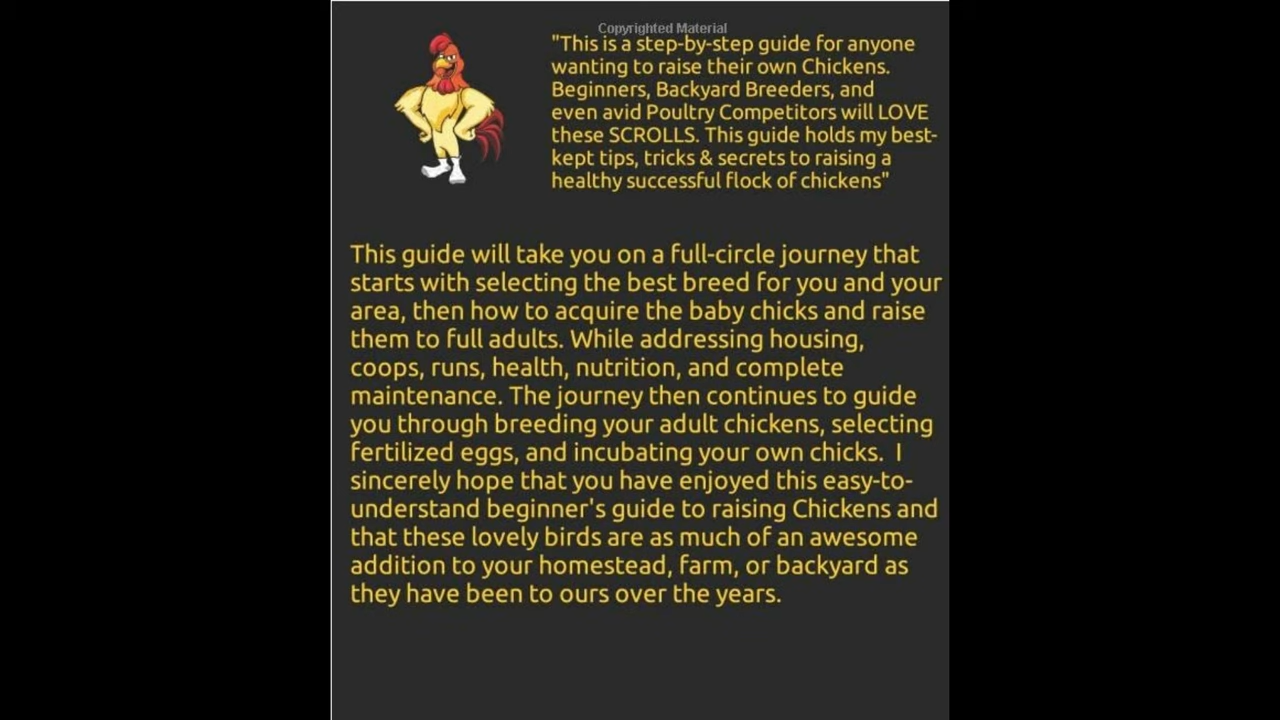 Copyrighted Material
"This is a step-by-step guide for anyone
wanting to raise their own Chickens.
Beginners, Backyard Breeders, and
even avid Poultry Competitors will LOVE
these SCROLLS. This guide holds my best-
kept tips, tricks & secrets to raising a
healthy successful flock of chickens"
This guide will take you on a full-circle journey that
starts with selecting the best breed for you and your
area, then how to acquire the baby chicks and raise
them to full adults. While addressing housing,
coops, runs, health, nutrition, and complete
maintenance. The journey then continues to guide
you through breeding your adult chickens, selecting
fertilized eggs, and incubating your own chicks. I
sincerely hope that you have enjoyed this easy-to-
understand beginner's guide to raising Chickens and
that these lovely birds are as much of an awesome
addition to your homestead, farm, or backyard as
they have been to ours over the years.